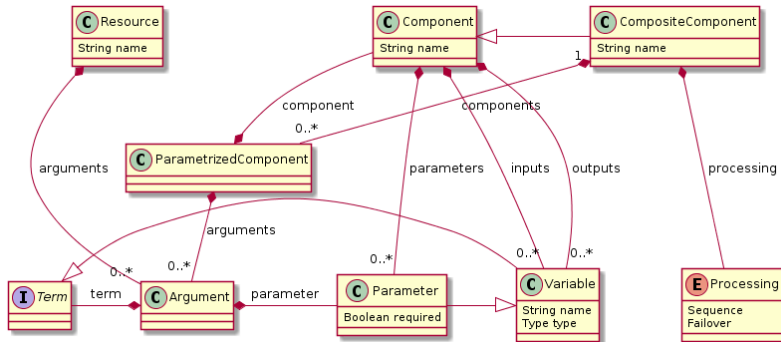 C Resource
String name
C Component
String name
C CompositeComponent
String name
1
component
components
0..*
C ParametrizedComponent
arguments
parameters
inputs
outputs
processing
arguments
0..*
0..*
0..*
0..*
0..*
I Term
term
C Argument
parameter
C Parameter
Boolean required
C Variable
String name
Type type
E Processing
Sequence
Failover